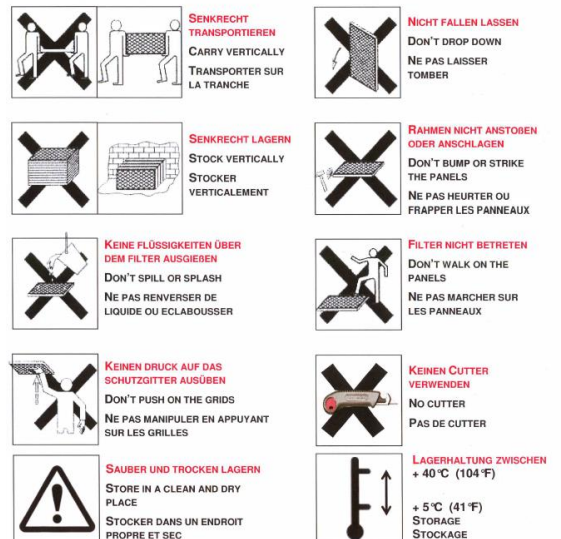 SENKRECHT
TRANSPORTIEREN
CARRY VERTICALLY
TRANSPORTER SUR
LA TRANCHE
NICHT FALLEN LASSEN
DON'T DROP DOWN
NE PAS LAISSER
TOMBER
SENKRECHT LAGERN
STOCK VERTICALLY
STOCKER
VERTICALEMENT
RAHMEN NICHT ANSTOßEN
ODER ANSCHLAGEN
DON'T BUMP OR STRIKE
THE PANELS
NE PAS HEURTER OU
FRAPPER LES PANNEAUX
KEINE FLÜSSIGKEITEN ÜBER
DEM FILTER AUSGIEßEN
DON'T SPILL OR SPLASH
NE PAS RENVERSER DE
LIQUIDE OU ECLABOUSSER
FILTER NICHT BETRETEN
DON'T WALK ON THE
PANELS
NE PAS MARCHER SUR
LES PANNEAUX
KEINEN DRUCK AUF DAS
SCHUTZGITTER AUSÜBEN
DON'T PUSH ON THE GRIDS
NE PAS MANIPULER EN APPUYANT
SUR LES GRILLES
KEINEN CUTTER
VERWENDEN
NO CUTTER
PAS DE CUTTER
SAUBER UND TROCKEN LAGERN
STORE IN A CLEAN AND DRY
PLACE
STOCKER DANS UN ENDROIT
PROPRE ET SEC
LAGERHALTUNG ZWISCHEN
+ 40°C (104°F)
+ 5°C (41°F)
STORAGE
STOCKAGE